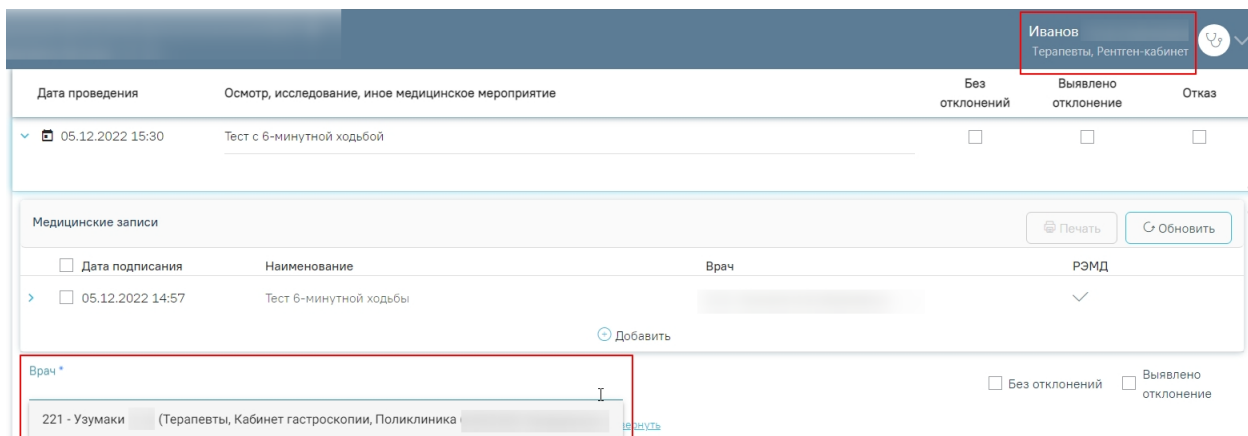 Иванов
Терапевты, Рентген-кабинет
Дата проведения Осмотр, исследование, иное медицинское мероприятие Без отклонений Выявлено отклонение Отказ
05.12.2022 15:30 Тест с 6-минутной ходьбой
Медицинские записи Печать Обновить
Дата подписания Наименование Врач РЭМД
05.12.2022 14:57 Тест 6-минутной ходьбы
Добавить
Врач * Без отклонений Выявлено отклонение
221 - Узумаки (Терапевты, Кабинет гастроскопии, Поликлиника